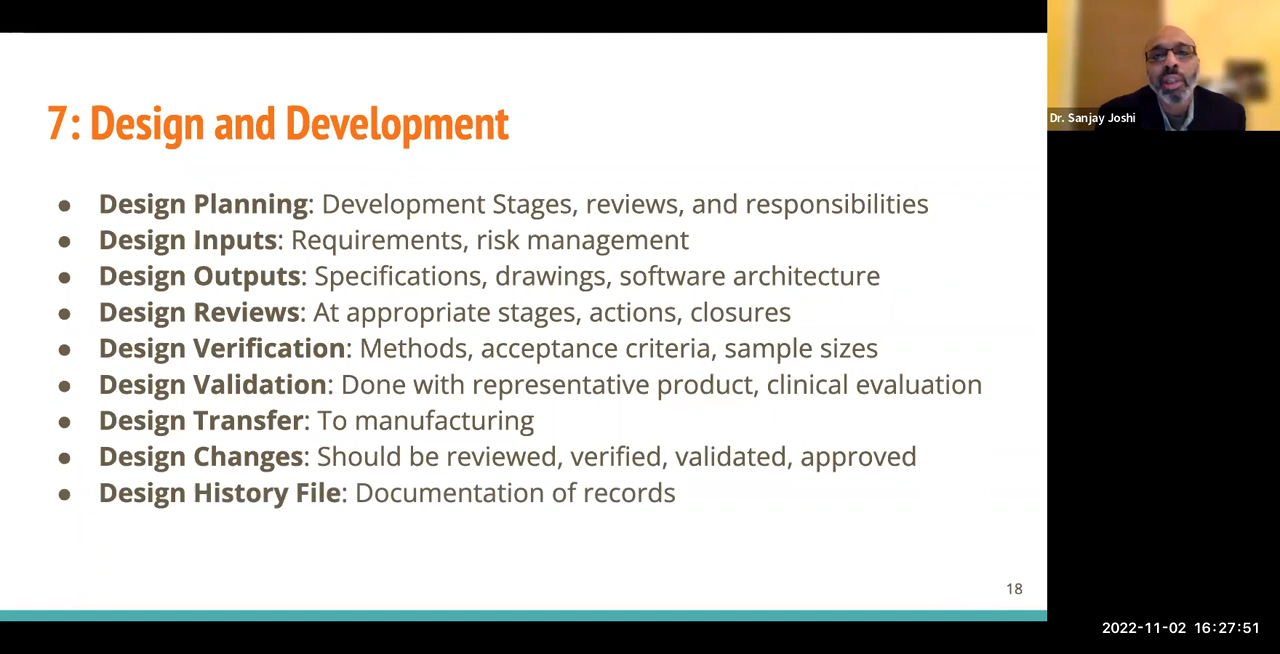 7: Design and Development
● Design Planning: Development Stages, reviews, and responsibilities
● Design Inputs: Requirements, risk management
● Design Outputs: Specifications, drawings, software architecture
● Design Reviews: At appropriate stages, actions, closures
● Design Verification: Methods, acceptance criteria, sample sizes
● Design Validation: Done with representative product, clinical evaluation
● Design Transfer: To manufacturing
● Design Changes: Should be reviewed, verified, validated, approved
● Design History File: Documentation of records
18
Dr. Sanjay Joshi
2022-11-02 16:27:51